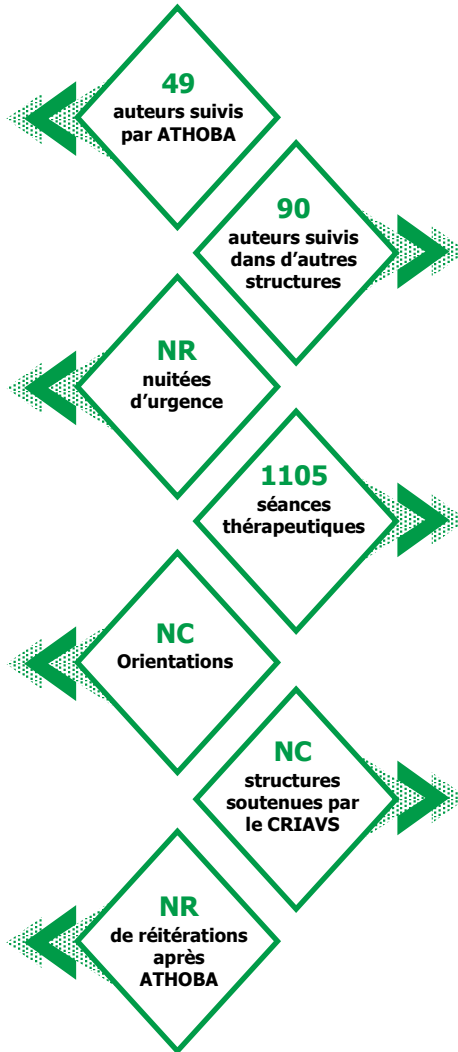 49
auteurs suivis
par ATHOBA
90
auteurs suivis
dans d'autres
structures
NR
nuitées
d'urgence
1105
séances
thérapeutiques
NC
Orientations
NC
structures
soutenues par
le CRIAVS
NR
de réitérations
après
ATHOBA